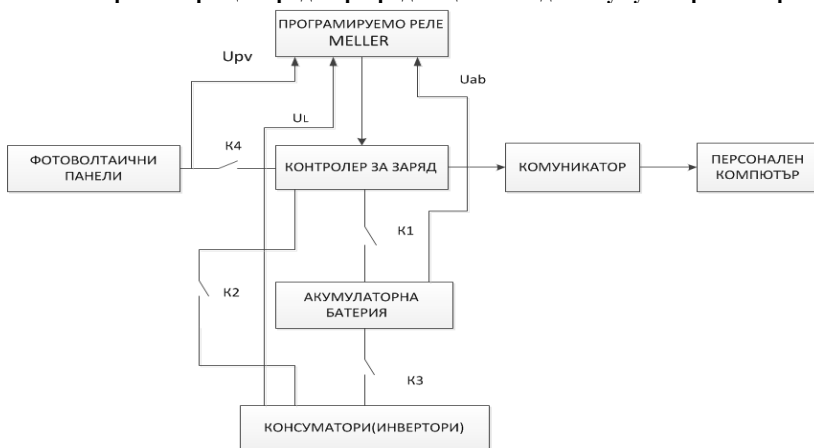 ПРОГРАМИРУЕМО РЕЛЕ
MELLER
Upv
Uab
UL
К4
ФОТОВОЛТАИЧНИ
ПАНЕЛИ
КОНТРОЛЕР ЗА ЗАРЯД
КОМУНИКАТОР
ПЕРСОНАЛЕН
КОМПЮТЪР
К1
К2
АКУМУЛАТОРНА
БАТЕРИЯ
К3
КОНСУМАТОРИ(ИНВЕРТОРИ)